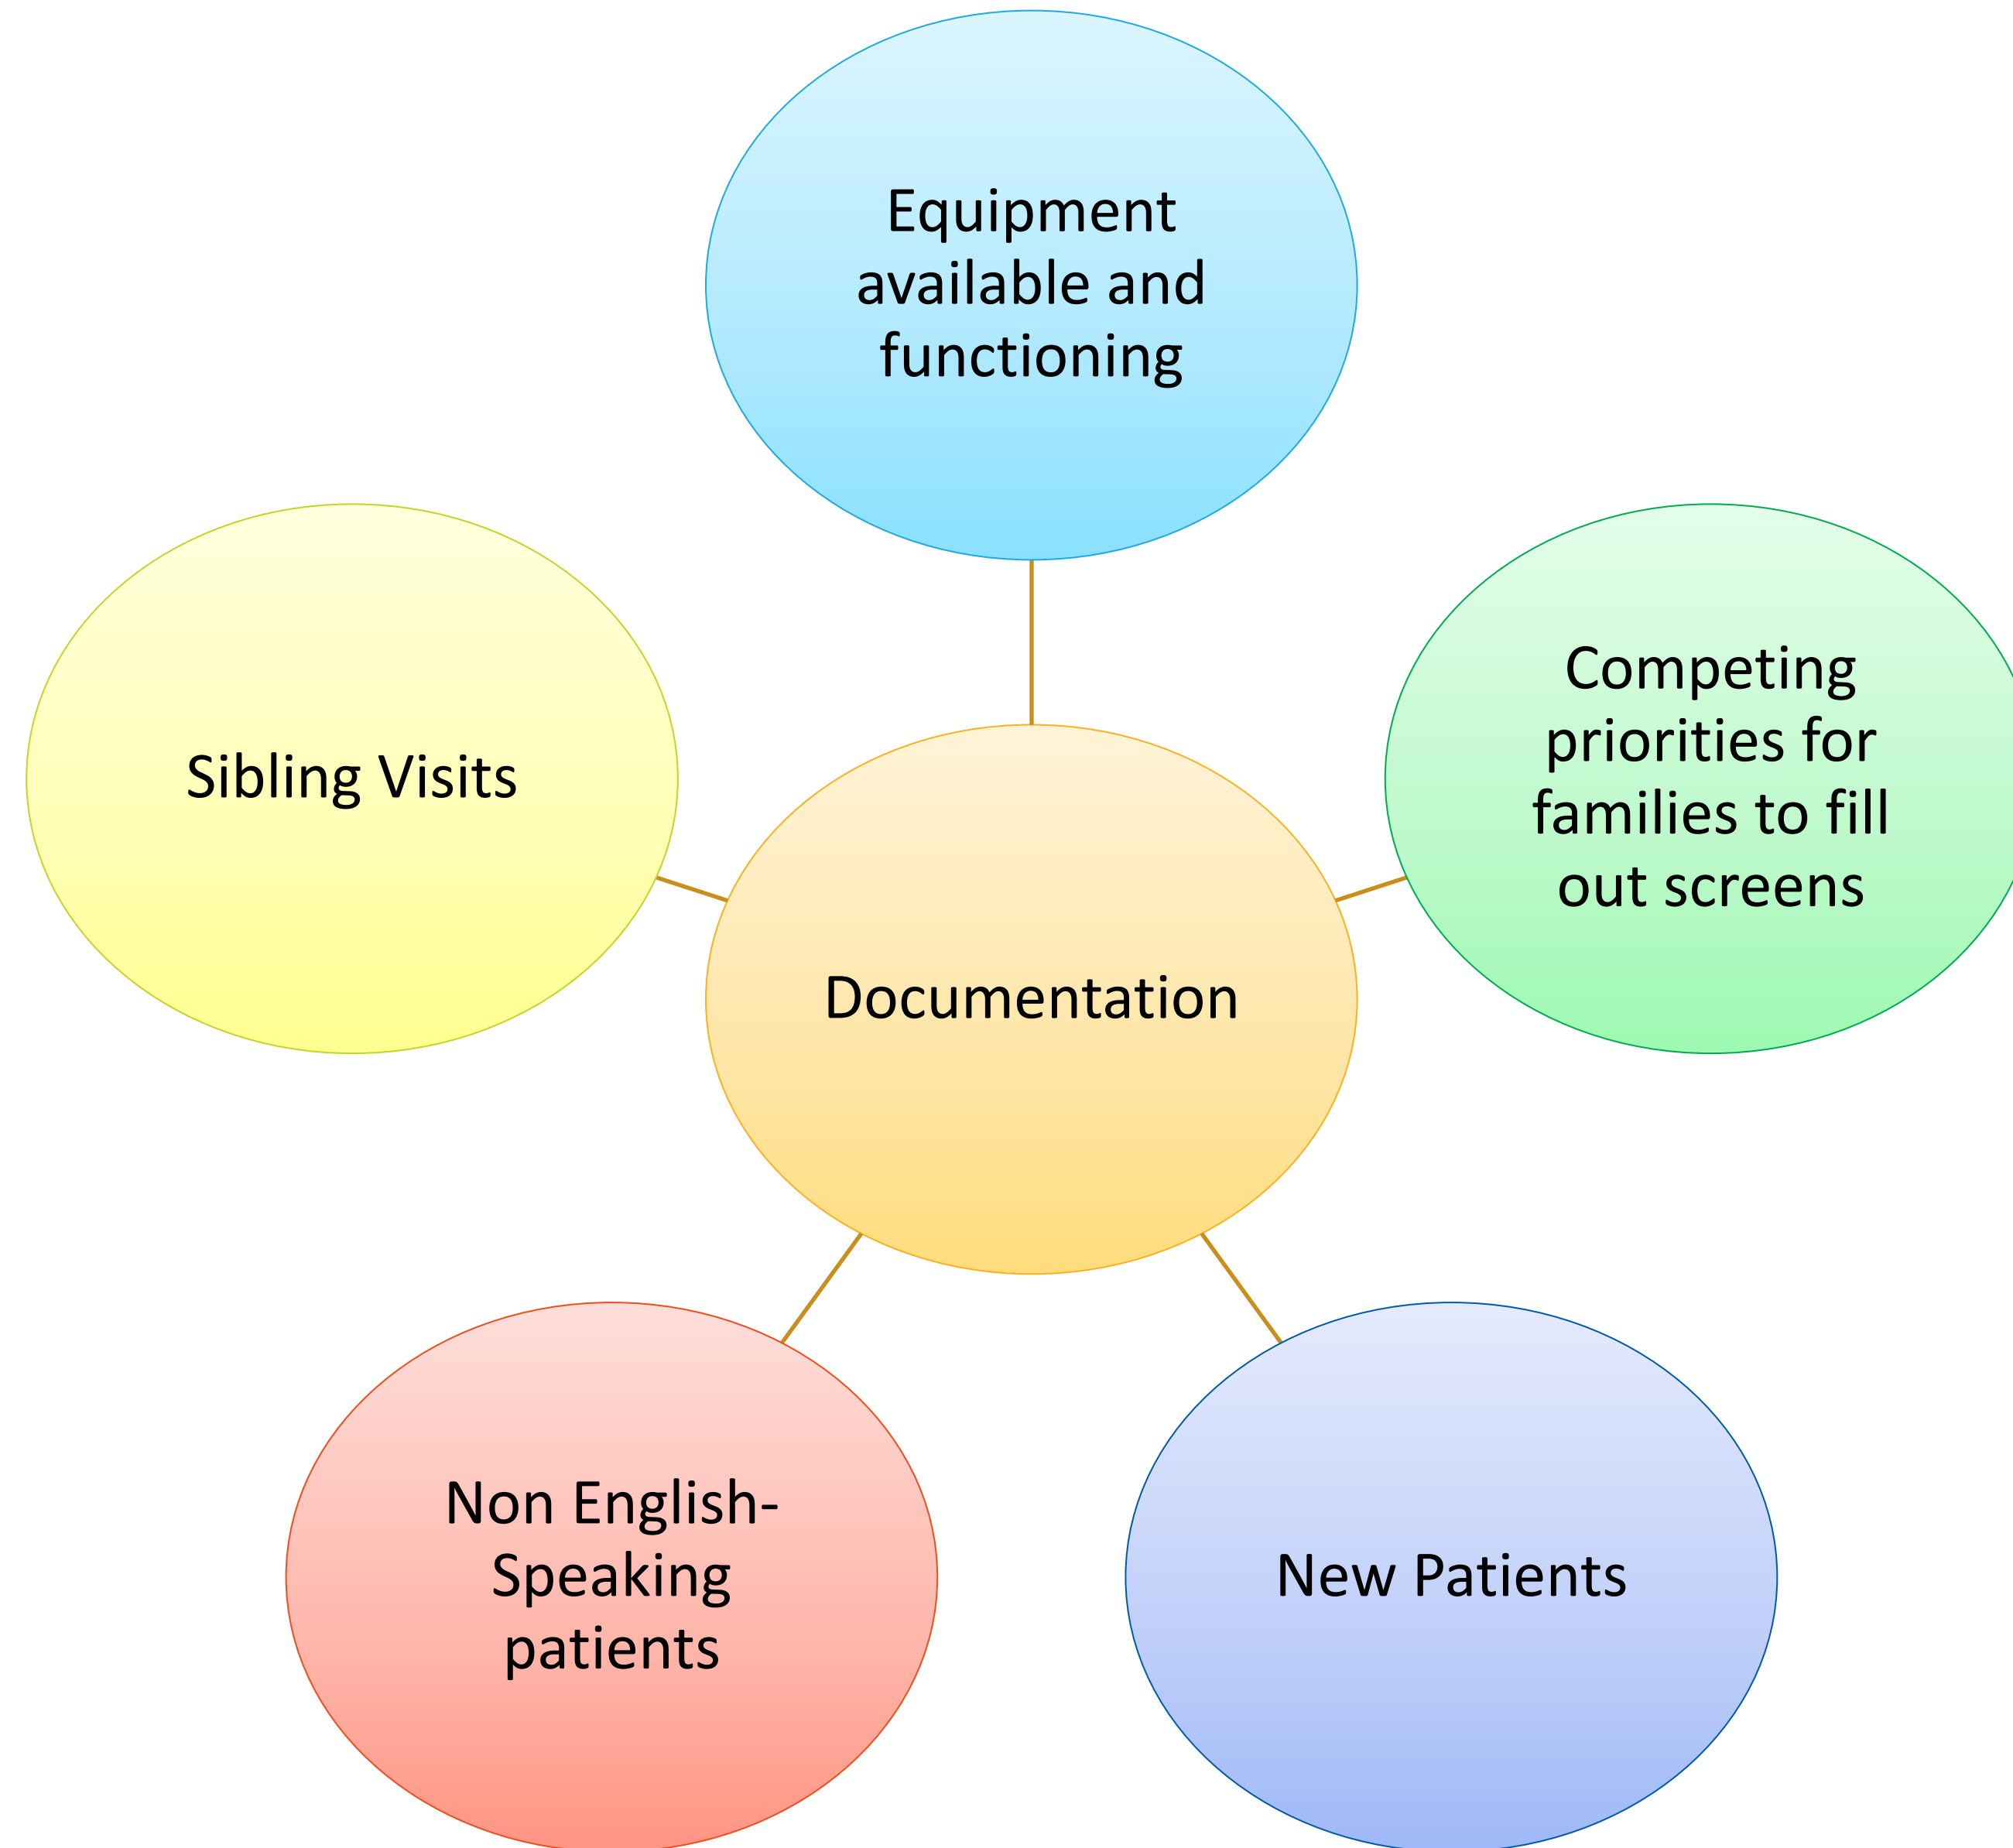 Equipment
available and
functioning
Competing
priorities for
families to fill
out screens
Sibling Visits
Documentation
Non English-
Speaking
patients
New Patients